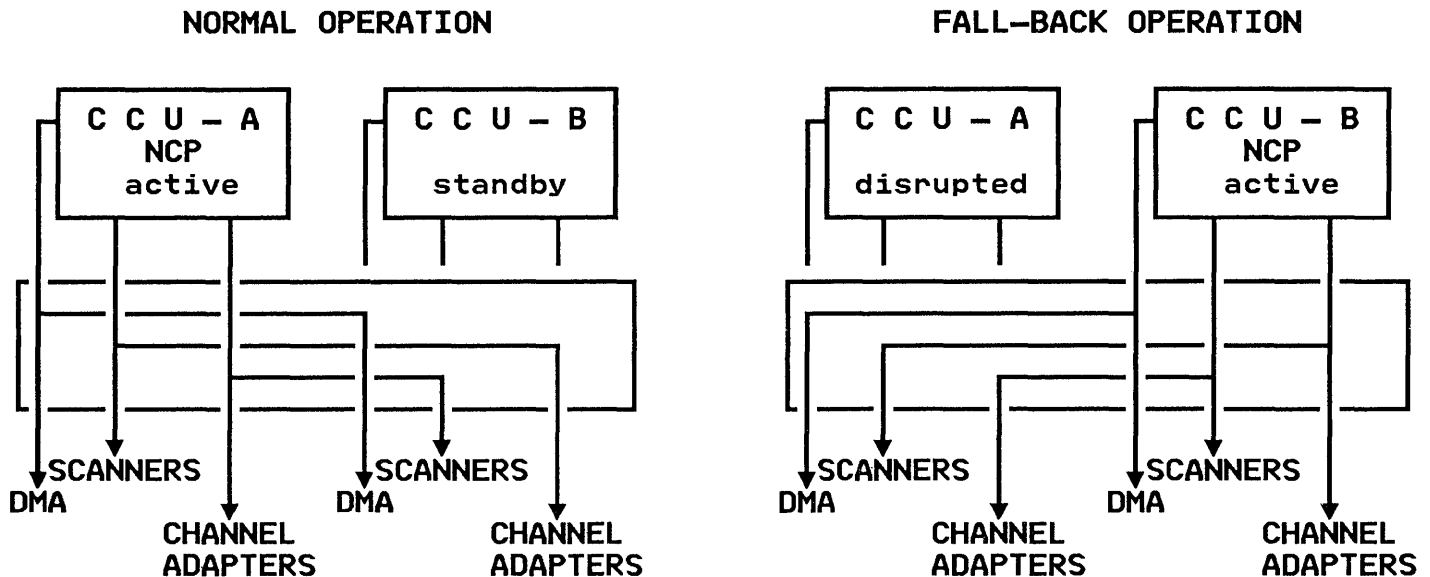 NORMAL OPERATION
C C U – A
NCP
active
C C U – B
standby
SCANNERS
DMA
CHANNEL
ADAPTERS
SCANNERS
DMA
CHANNEL
ADAPTERS
FALL–BACK OPERATION
C C U – A
disrupted
C C U – B
NCP
active
SCANNERS
DMA
CHANNEL
ADAPTERS
SCANNERS
DMA
CHANNEL
ADAPTERS